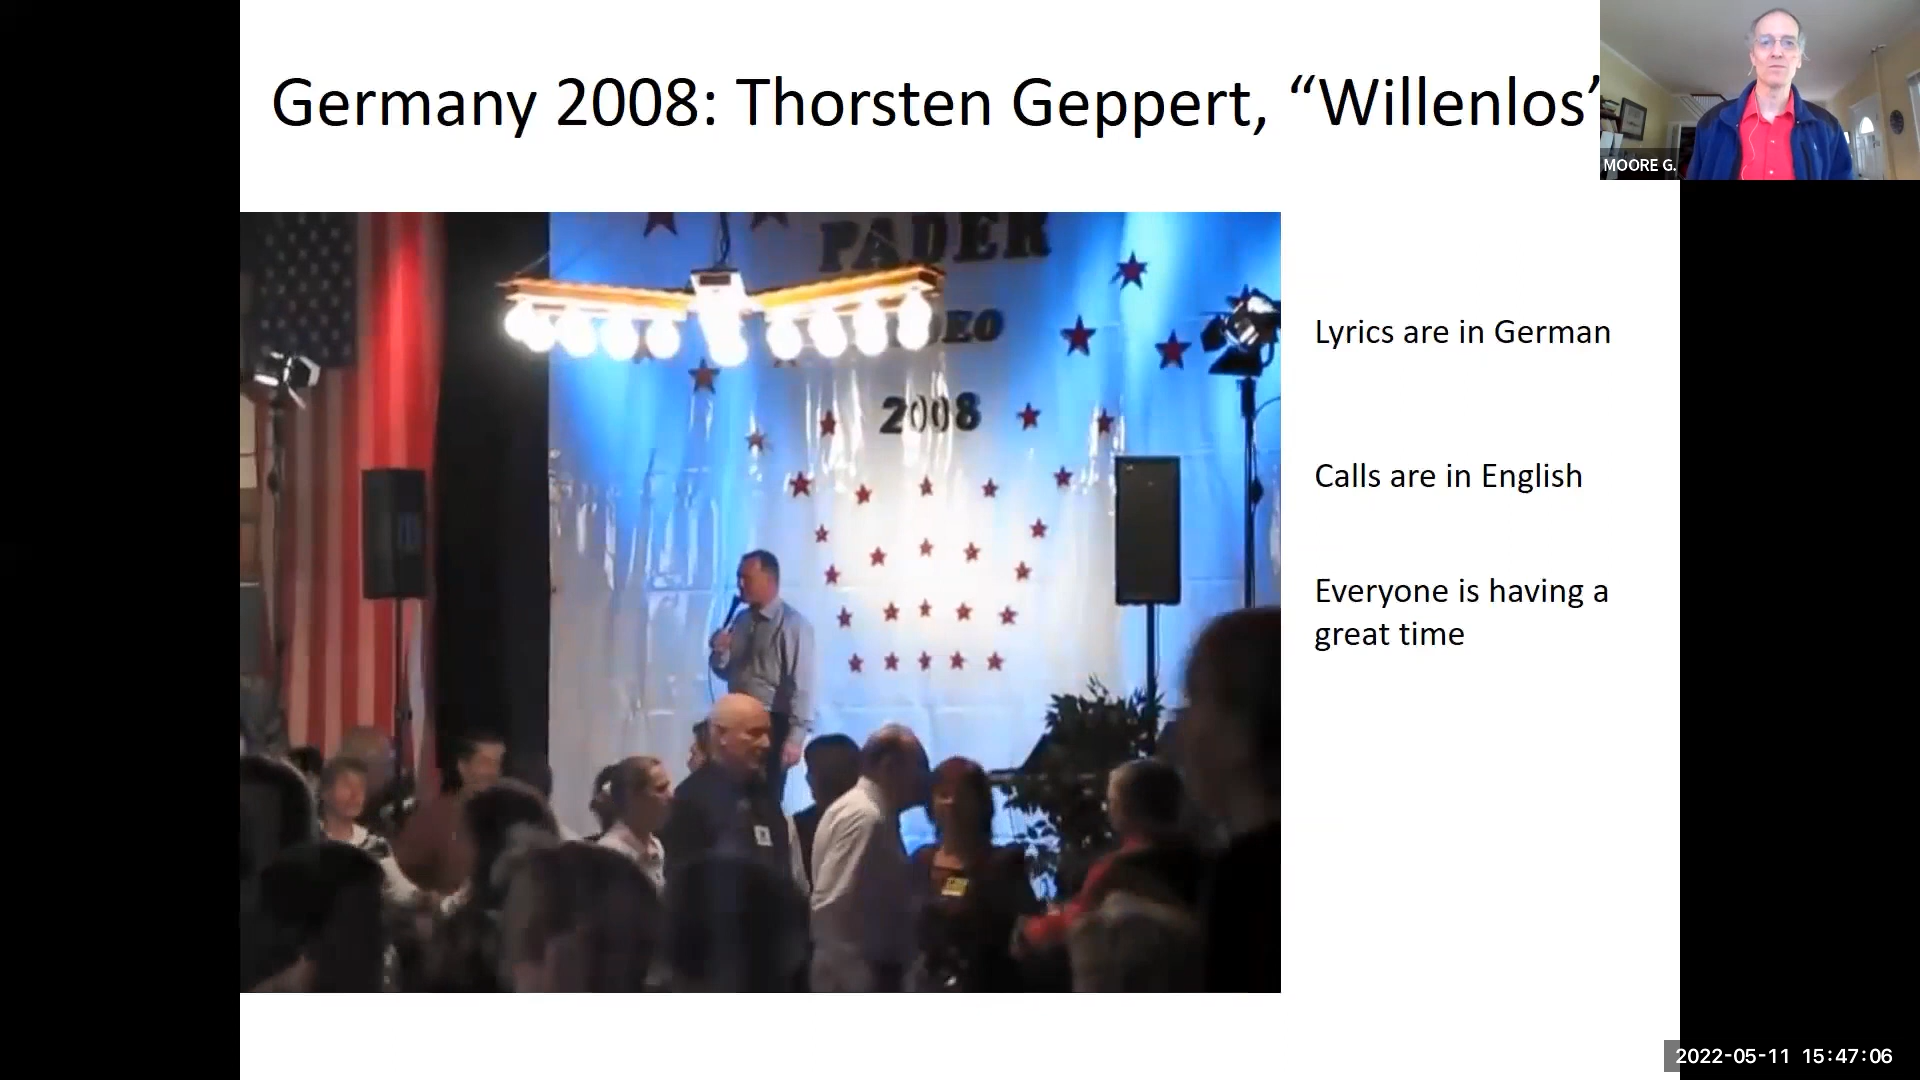 Germany 2008: Thorsten Geppert, “Willenlos’
MOORE G.
PADER
DEO
2008
Lyrics are in German
Calls are in English
Everyone is having a
great time
2022-05-11 15:47:06